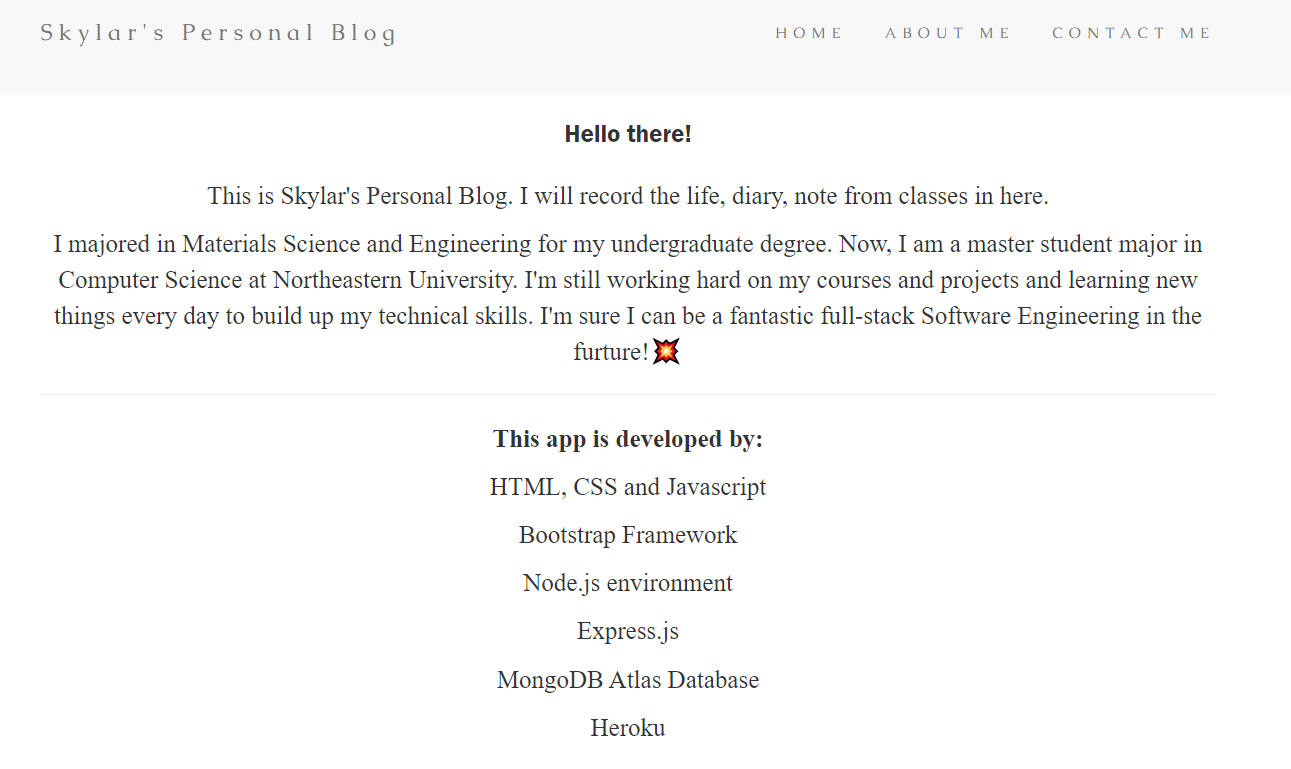 Skylar's Personal Blog
HOME ABOUT ME CONTACT ME
Hello there!
This is Skylar's Personal Blog. I will record the life, diary, note from classes in here.
I majored in Materials Science and Engineering for my undergraduate degree. Now, I am a master student major in
Computer Science at Northeastern University. I'm still working hard on my courses and projects and learning new
things every day to build up my technical skills. I'm sure I can be a fantastic full-stack Software Engineering in the
furture!💥
This app is developed by:
HTML, CSS and Javascript
Bootstrap Framework
Node.js environment
Express.js
MongoDB Atlas Database
Heroku